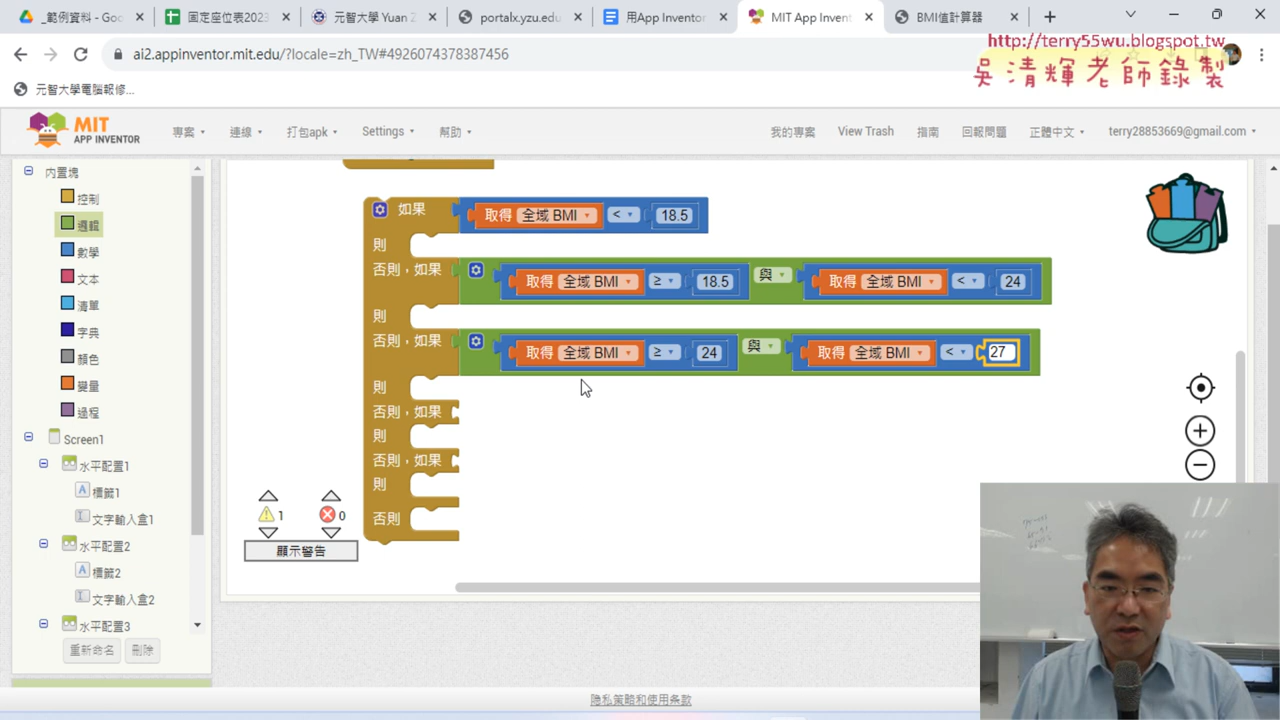 _範例資料 - Goo
固定座位表2023
元智大學 Yuan Z
portalx.yzu.edu
用App Inventor
MIT App Invent
BMI值計算器
ai2.appinventor.mit.edu/?locale=zh_TW#4926074378387456
http://terry55wu.blogspot.tw
吳清輝老師錄製
元智大學電腦報修...
MIT
APP INVENTOR
專案
連線
打包apk
Settings
幫助
我的專案
View Trash
指南
回報問題
正體中文
terry28853669@gmail.com
內置塊
控制
邏輯
數學
文本
清單
字典
顏色
變量
過程
Screen1
水平配置1
標籤1
文字輸入盒1
水平配置2
標籤2
文字輸入盒2
水平配置3
重新命名 刪除
如果 取得 全域 BMI < 18.5
則
否則，如果 取得 全域 BMI ≥ 18.5 與 取得 全域 BMI < 24
則
否則，如果 取得 全域 BMI ≥ 24 與 取得 全域 BMI < 27
則
否則，如果
則
否則，如果
則
否則
1 0
顯示警告
隐私策略和使用条款